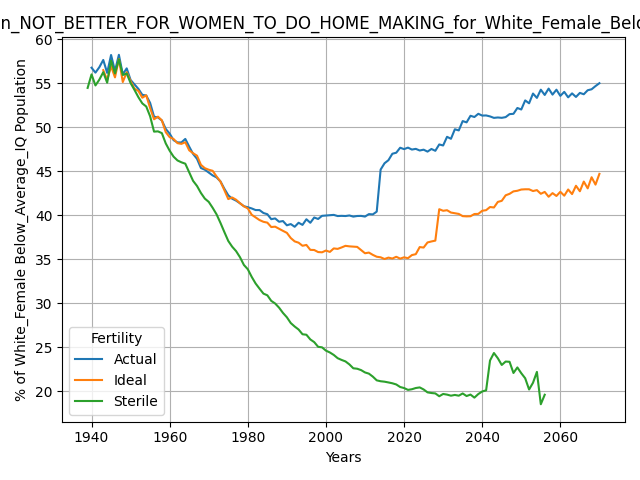 n_NOT_BETTER_FOR_WOMEN_TO_DO_HOME_MAKING_for_White_Female_Belo
% of White_Female Below_Average_IQ Population
60
55
50
45
40
35
30
25
20
Fertility
Actual
Ideal
Sterile
1940 1960 1980 2000 2020 2040 2060
Years